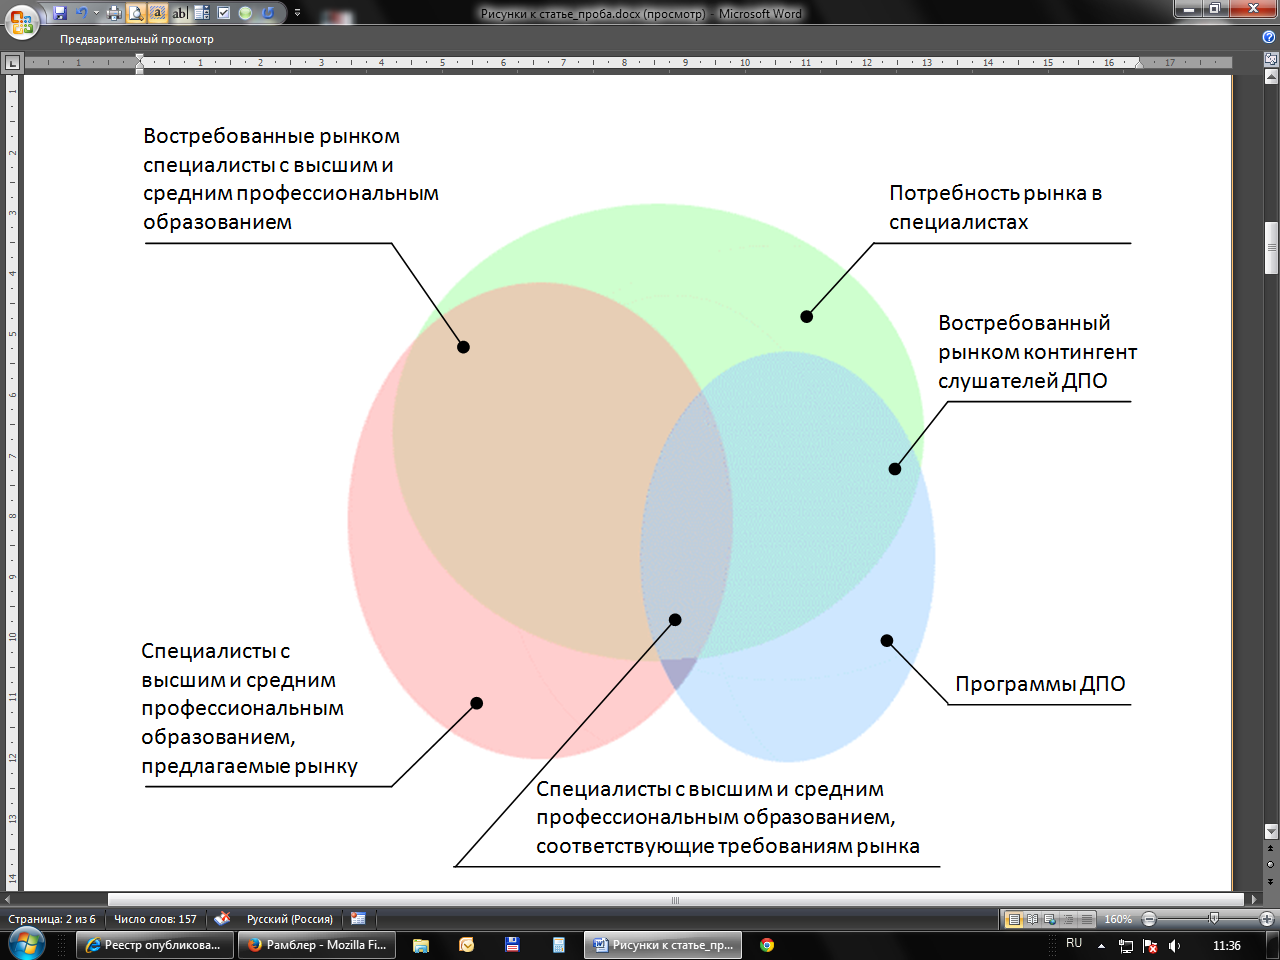 Рисунки к статье_проба.docx (просмотр) - Microsoft Word
Предварительный просмотр
Востребованные рынком
специалисты с высшим и
средним профессиональным
образованием
Потребность рынка в
специалистах
Востребованный
рынком контингент
слушателей ДПО
Специалисты с
высшим и средним
профессиональным
образованием,
предлагаемые рынку
Программы ДПО
Специалисты с высшим и средним
профессиональным образованием,
соответствующие требованиям рынка
Страница: 2 из 6
Число слов: 157
Русский (Россия)
160%
Реестр опубликова...
Рамблер - Mozilla Fi...
Рисунки к статье_пр...
RU
11:36